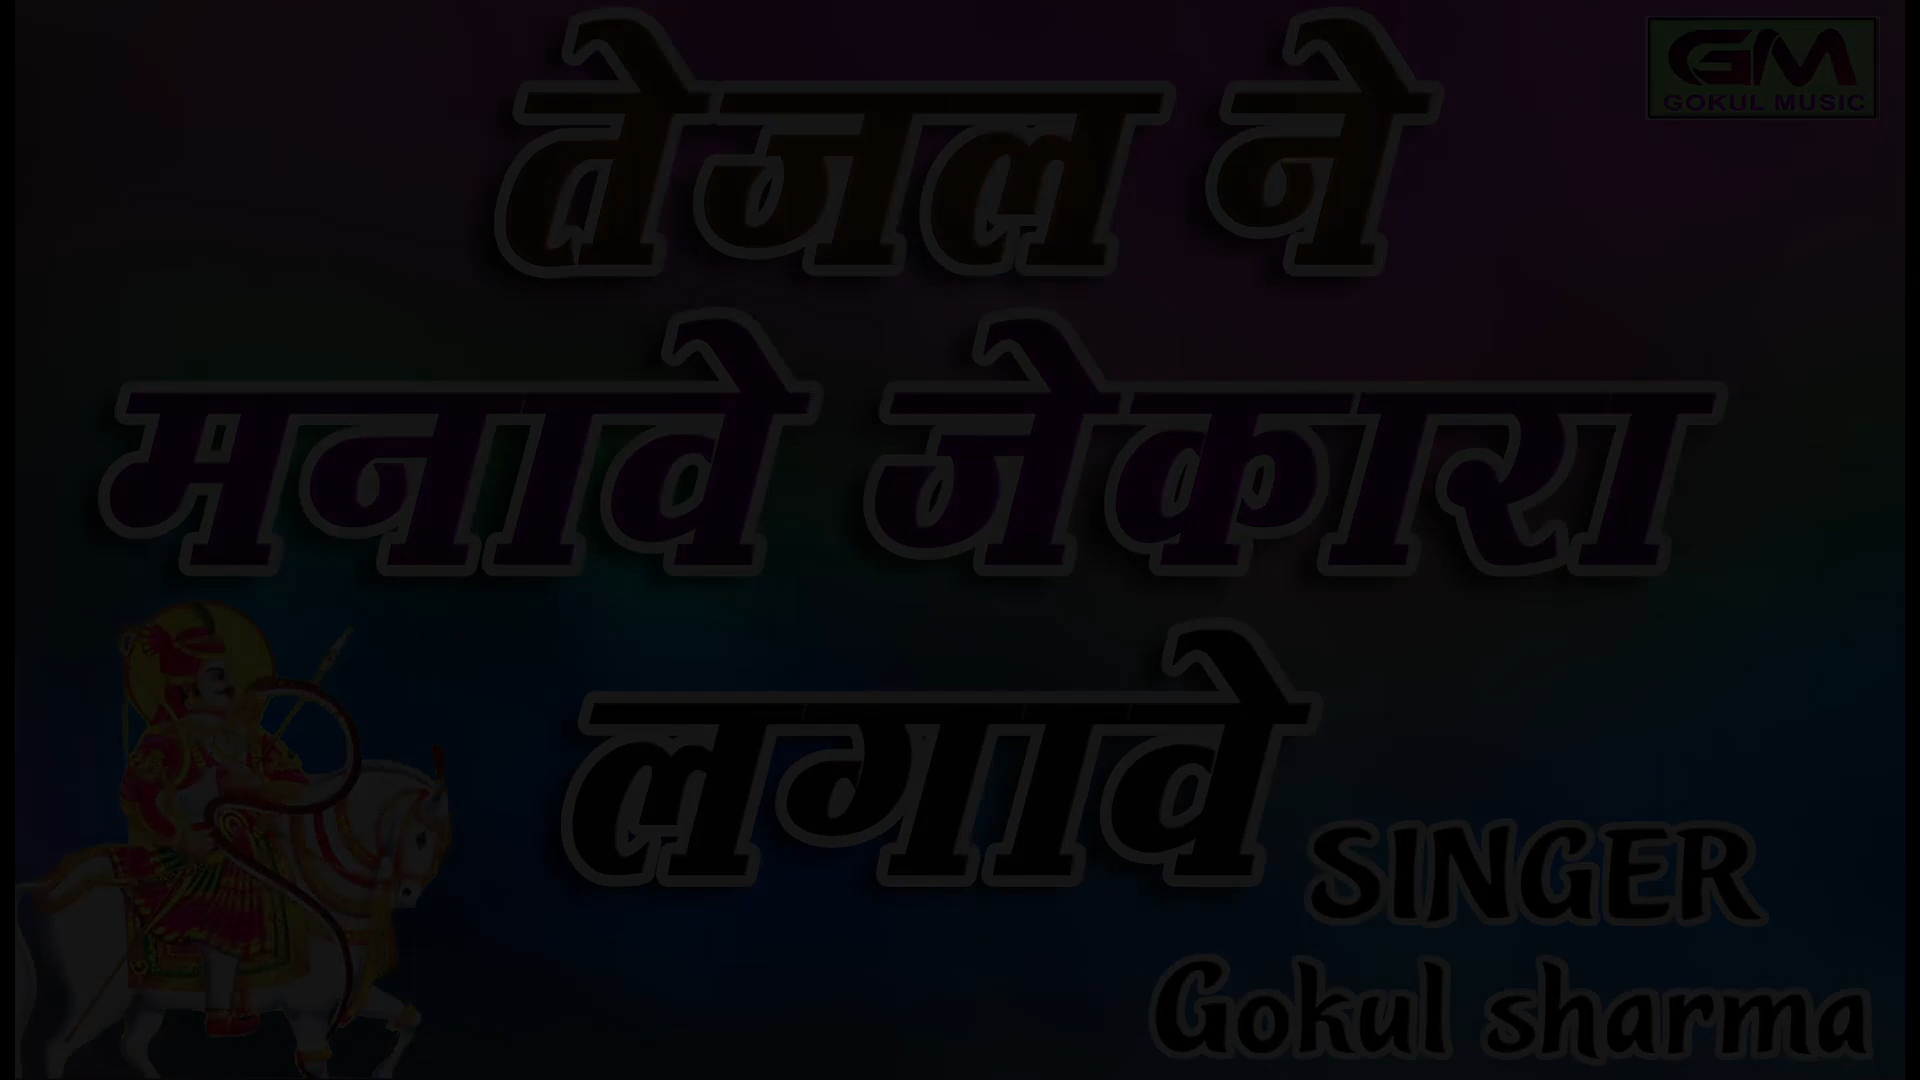 तेजल ने
GM
GOKUL MUSIC
मनावे जेकारा
लगावे
SINGER
Gokul sharma